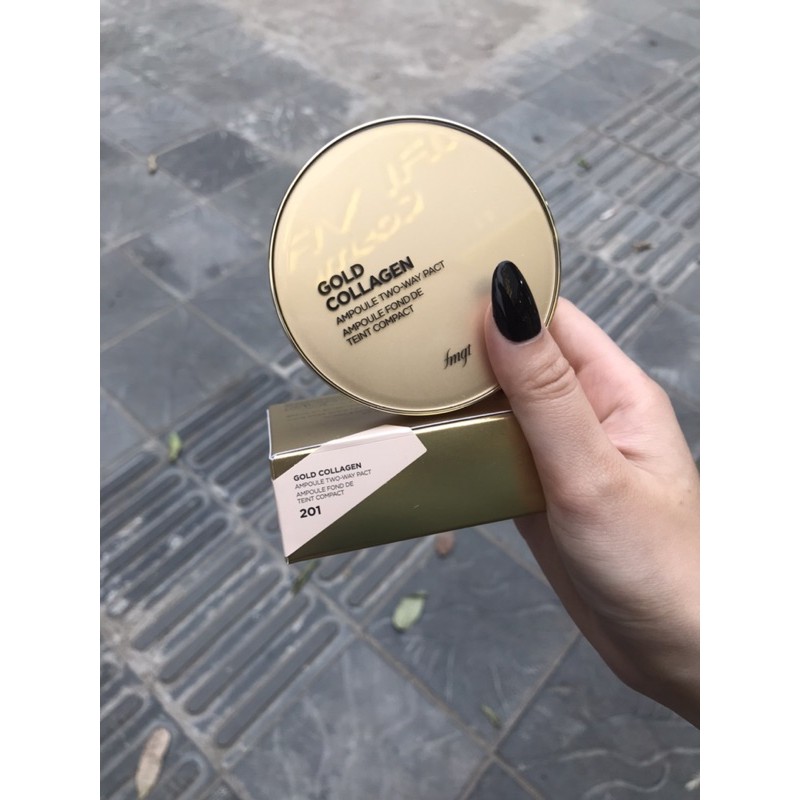 GOLD
COLLAGEN
AMPOULE TWO-WAY PACT
AMPOULE FOND DE
TEINT COMPACT
fmgt
GOLD COLLAGEN
AMPOULE TWO-WAY PACT
AMPOULE FOND DE
TEINT COMPACT
201